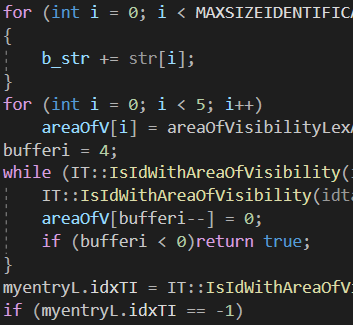 for (int i = 0; i < MAXSIZEIDENTIFICA
{
b_str += str[i];
}
for (int i = 0; i < 5; i++)
areaOfV[i] = areaOfVisibilityLex
bufferi = 4;
while (IT::IsIdWithAreaOfVisibility(
IT::IsIdWithAreaOfVisibility(idta
areaOfV[bufferi--] = 0;
if (bufferi < 0)return true;
}
myentryL.idxTI = IT::IsIdWithAreaOfVi
if (myentryL.idxTI == -1)